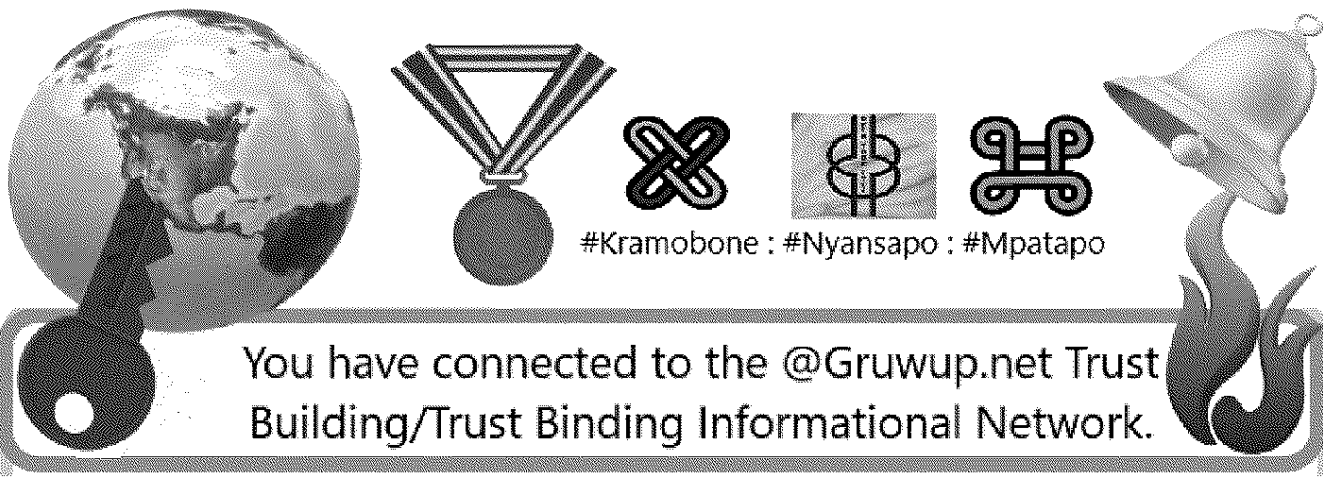 #Kramobone : #Nyansapo : #Mpatapo
You have connected to the @Gruwup.net Trust
Building/Trust Binding Informational Network.